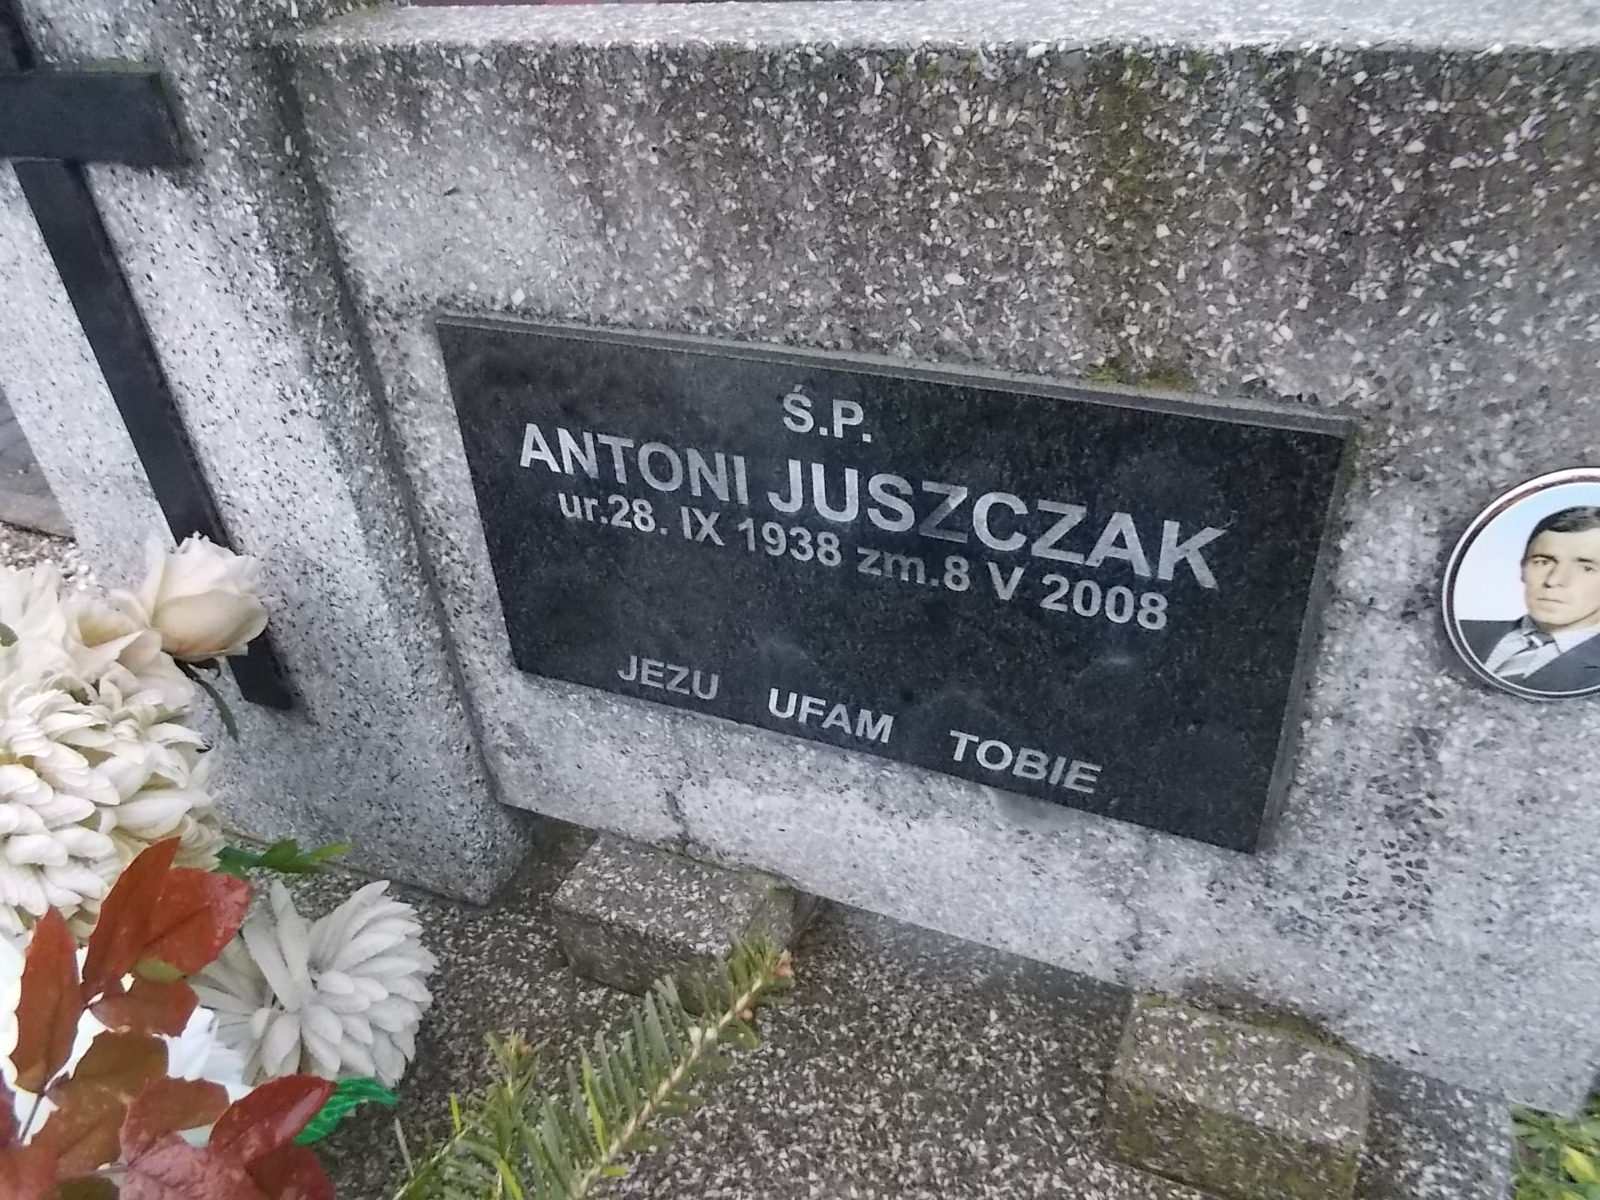 Ś.P.
ANTONI JUSZCZAK
ur.28. IX 1938 zm.8 V 2008
JEZU UFAM TOBIE